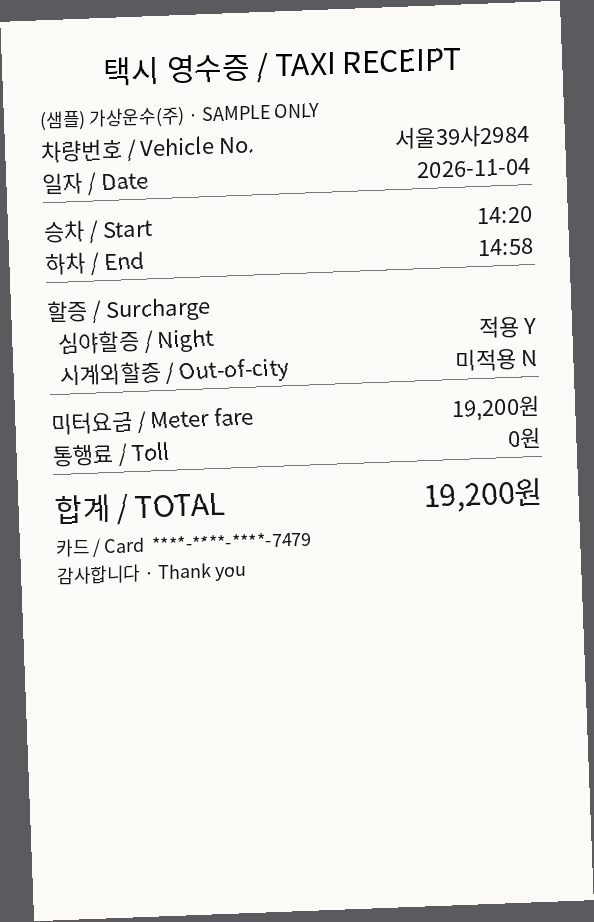 택시 영수증 / TAXI RECEIPT
(샘플) 가상운수(주) · SAMPLE ONLY
차량번호 / Vehicle No. 서울39사2984
일자 / Date 2026-11-04
승차 / Start 14:20
하차 / End 14:58
할증 / Surcharge
심야할증 / Night 적용 Y
시계외할증 / Out-of-city 미적용 N
미터요금 / Meter fare 19,200원
통행료 / Toll 0원
합계 / TOTAL 19,200원
카드 / Card ****-****-****-7479
감사합니다 · Thank you